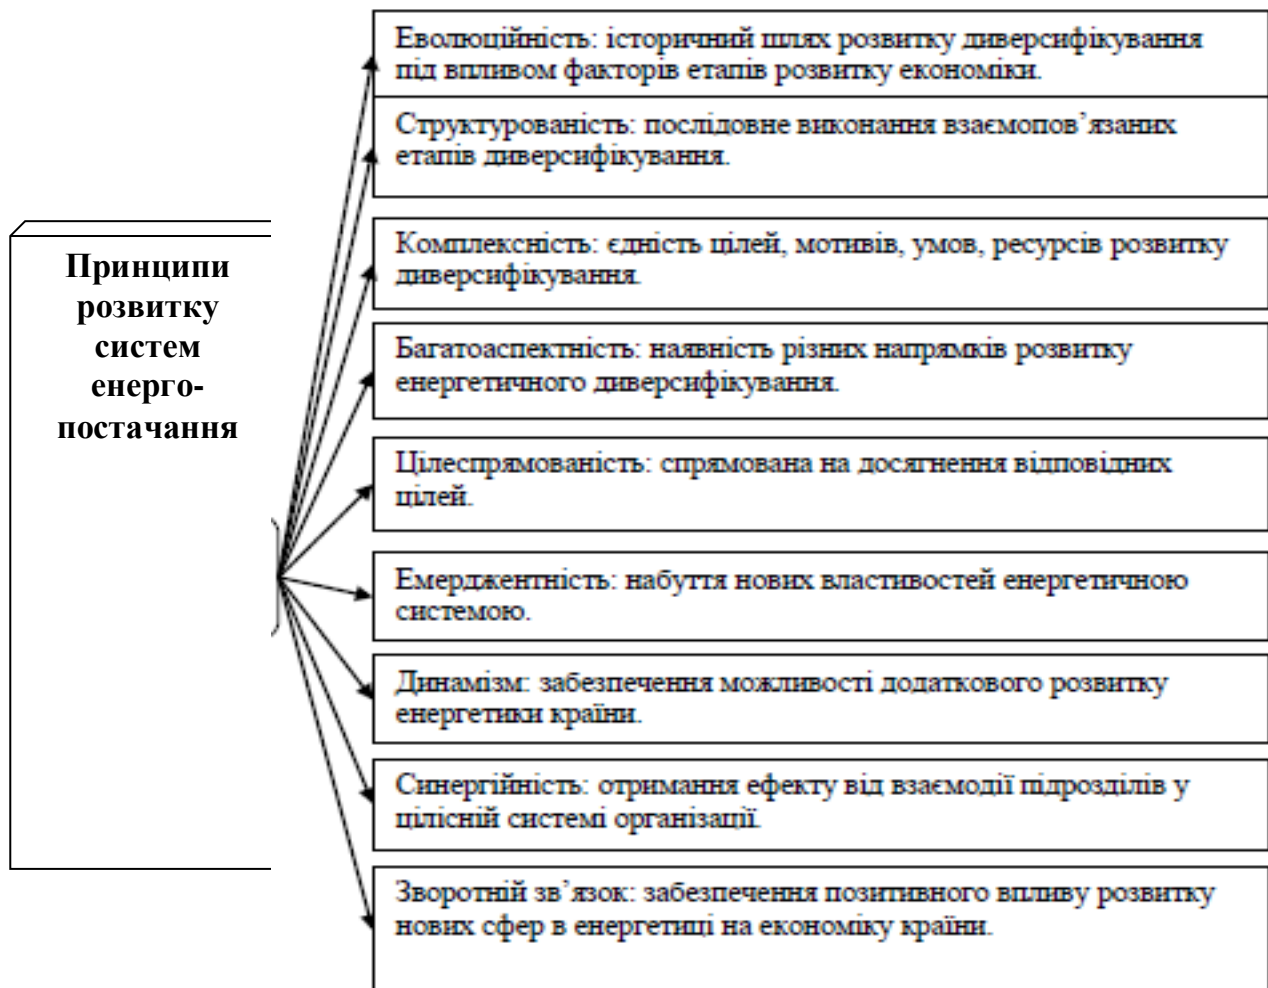 Принципи
розвитку
систем
енерго-
постачання
Еволюційність: історичний шлях розвитку диверсифікування
під впливом факторів етапів розвитку економіки.
Структурованість: послідовне виконання взаємопов’язаних
етапів диверсифікування.
Комплексність: єдність цілей, мотивів, умов, ресурсів розвитку
диверсифікування.
Багатоаспектність: наявність різних напрямків розвитку
енергетичного диверсифікування.
Цілеспрямованість: спрямована на досягнення відповідних
цілей.
Емерджентність: набуття нових властивостей енергетичною
системою.
Динамізм: забезпечення можливості додаткового розвитку
енергетики країни.
Синергійність: отримання ефекту від взаємодії підрозділів у
цілісній системі організації.
Зворотній зв’язок: забезпечення позитивного впливу розвитку
нових сфер в енергетиці на економіку країни.